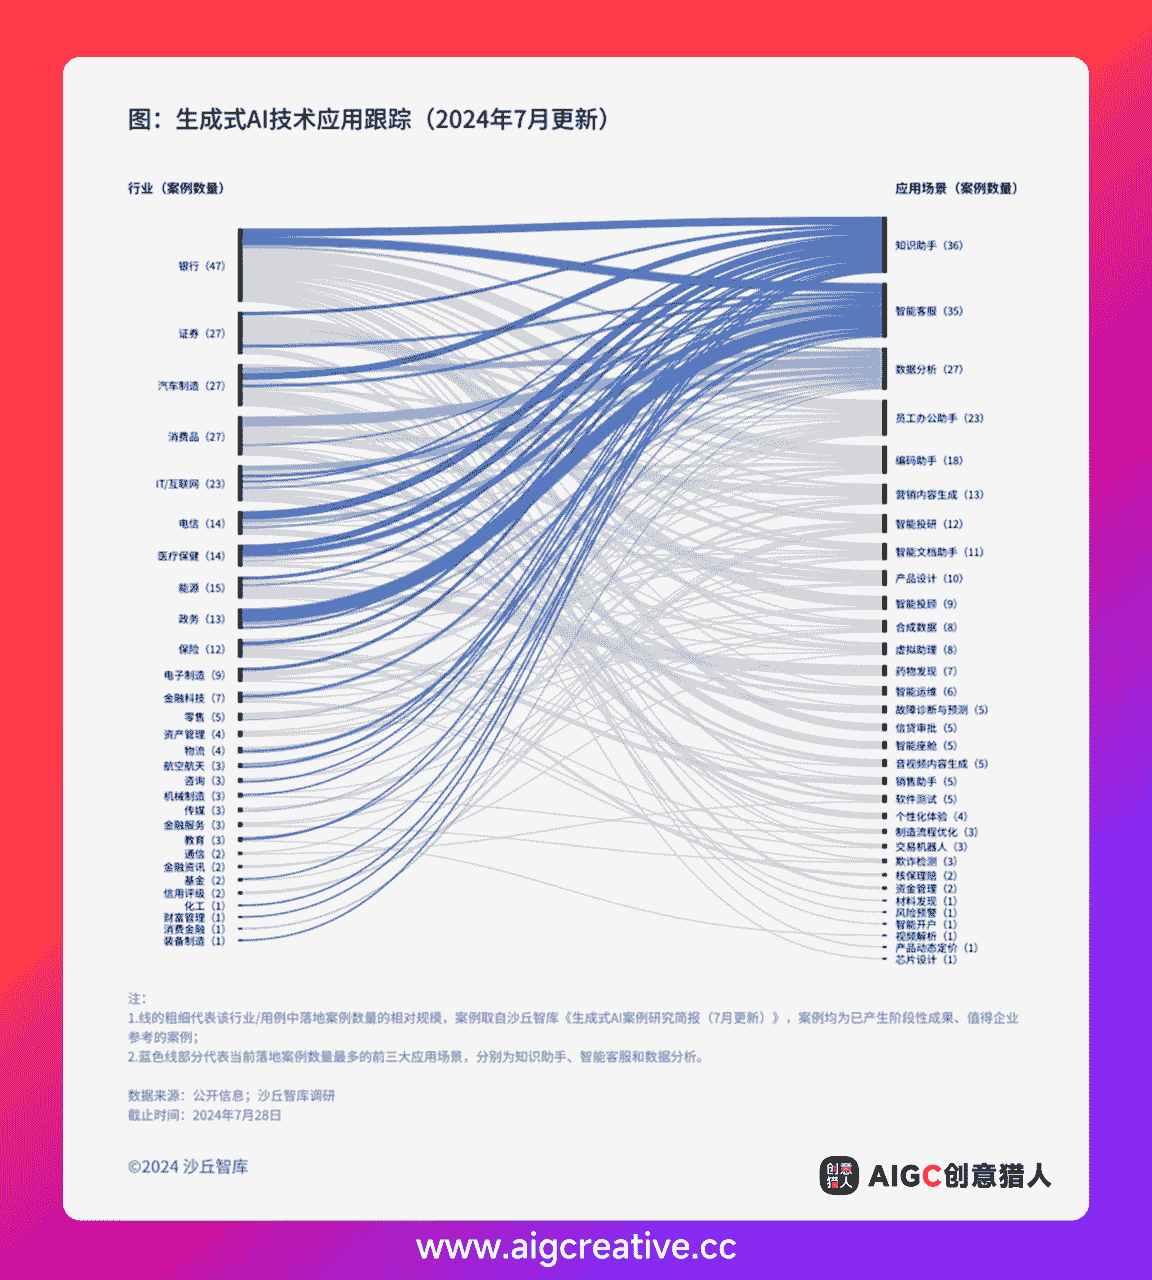 图：生成式AI技术应用跟踪（2024年7月更新）
行业（案例数量）
应用场景（案例数量）
银行（47）
证券（27）
汽车制造（27）
消费品（27）
IT/互联网（23）
电信（14）
医疗保健（14）
能源（15）
政务（13）
保险（12）
电子制造（9）
金融科技（7）
零售（5）
资产管理（4）
物流（4）
航空航天（3）
咨询（3）
机械制造（3）
传媒（3）
金融服务（3）
教育（3）
通信（2）
金融资讯（2）
基金（2）
信用评级（2）
化工（1）
财富管理（1）
消费金融（1）
装备制造（1）
知识助手（36）
智能客服（35）
数据分析（27）
员工办公助手（23）
编码助手（18）
营销内容生成（13）
智能投研（12）
智能文档助手（11）
产品设计（10）
智能投顾（9）
合成数据（8）
虚拟助理（8）
药物发现（7）
智能运维（6）
故障诊断与预测（5）
信贷审批（5）
智能座舱（5）
音视频内容生成（5）
销售助手（5）
软件测试（5）
个性化体验（4）
制造流程优化（3）
交易机器人（3）
欺诈检测（3）
核保理赔（2）
资金管理（2）
材料发现（1）
风险预警（1）
智能开户（1）
视频解析（1）
产品动态定价（1）
芯片设计（1）
注：
1.线的粗细代表该行业/用例中落地案例数量的相对规模，案例取自沙丘智库《生成式AI案例研究简报（7月更新）》，案例均为已产生阶段性成果、值得企业
参考的案例；
2.蓝色线部分代表当前落地案例数量最多的前三大应用场景，分别为知识助手、智能客服和数据分析。
数据来源：公开信息；沙丘智库调研
截止时间：2024年7月28日
©2024 沙丘智库
创意
猎人
AIGC创意猎人
www.aigcreative.cc